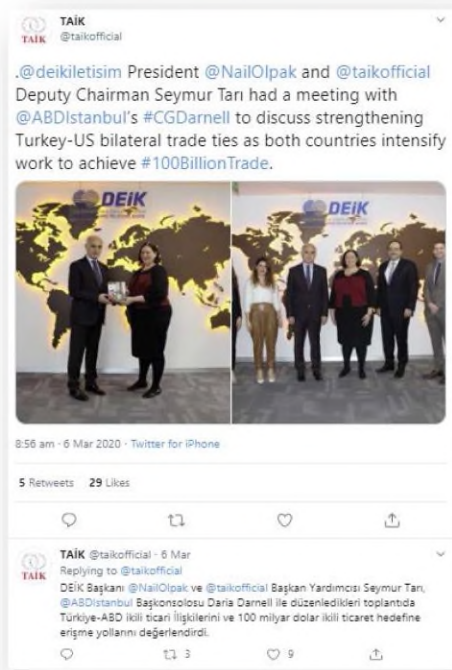 TAİK
@taikofficial
TAİK
.@deikiletisim President @NailOlpak and @taikofficial
Deputy Chairman Seymur Tarı had a meeting with
@ABDIstanbul's #CGDarnell to discuss strengthening
Turkey-US bilateral trade ties as both countries intensify
work to achieve #100BillionTrade.
DEİK
DEİK
8:56 am · 6 Mar 2020 · Twitter for iPhone
5 Retweets 29 Likes
TAİK @taikofficial · 6 Mar
Replying to @taikofficial
TAİK
DEİK Başkanı @NailOlpak ve @taikofficial Başkan Yardımcısı Seymur Tarı,
@ABDIstanbul Başkonsolosu Daria Darnell ile düzenledikleri toplantıda
Türkiye-ABD ikili ticari İlişkilerini ve 100 milyar dolar ikili ticaret hedefine
erişme yollarını değerlendirdi.
3 9